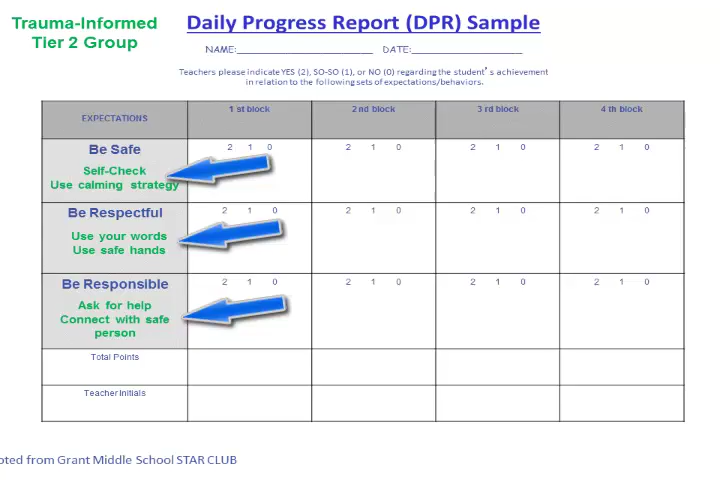 Trauma-Informed
Tier 2 Group
Daily Progress Report (DPR) Sample
NAME:________________________ DATE:____________________
Teachers please indicate YES (2), SO-SO (1), or NO (0) regarding the student's achievement
in relation to the following sets of expectations/behaviors.
EXPECTATIONS 1 st block 2 nd block 3 rd block 4 th block
Be Safe 2 1 0 2 1 0 2 1 0 2 1 0
Self-Check
Use calming strategy
Be Respectful 2 1 0 2 1 0 2 1 0 2 1 0
Use your words
Use safe hands
Be Responsible 2 1 0 2 1 0 2 1 0 2 1 0
Ask for help
Connect with safe
person
Total Points
Teacher Initials
from Grant Middle School STAR CLUB